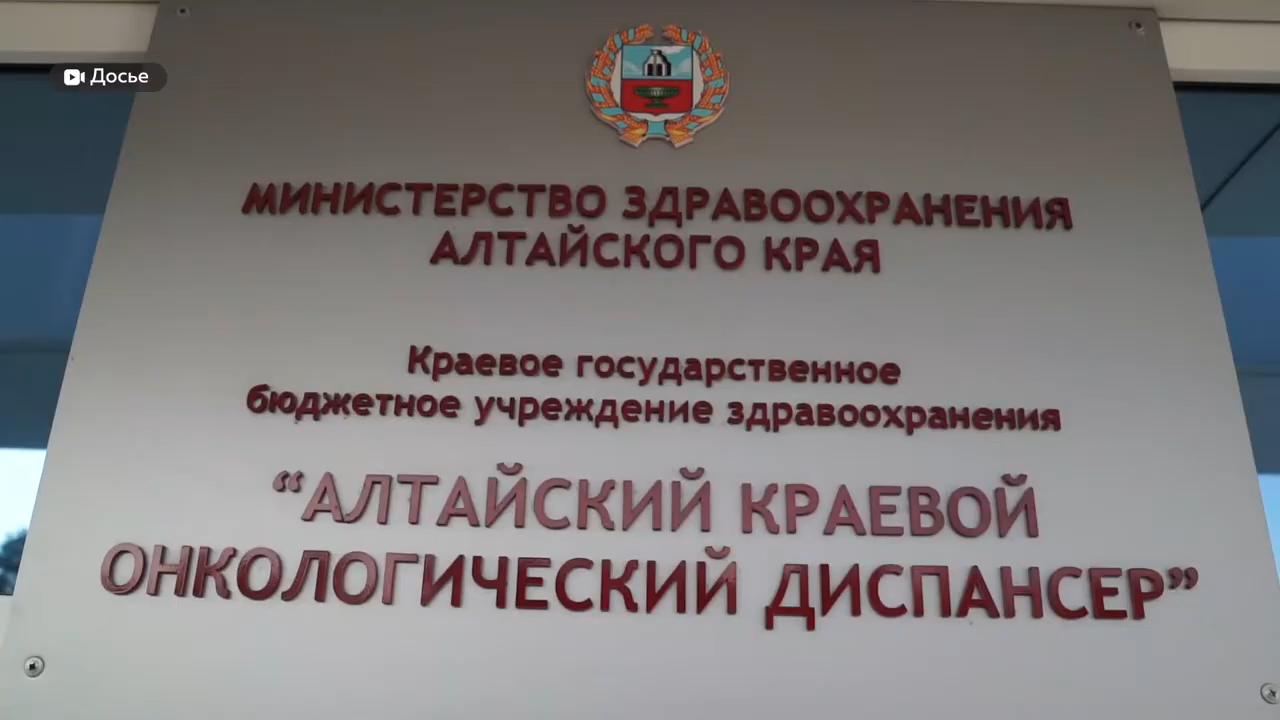 Досье
МИНИСТЕРСТВО ЗДРАВООХРАНЕНИЯ
АЛТАЙСКОГО КРАЯ
Краевое государственное
бюджетное учреждение здравоохранения
“АЛТАЙСКИЙ КРАЕВОЙ
ОНКОЛОГИЧЕСКИЙ ДИСПАНСЕР”